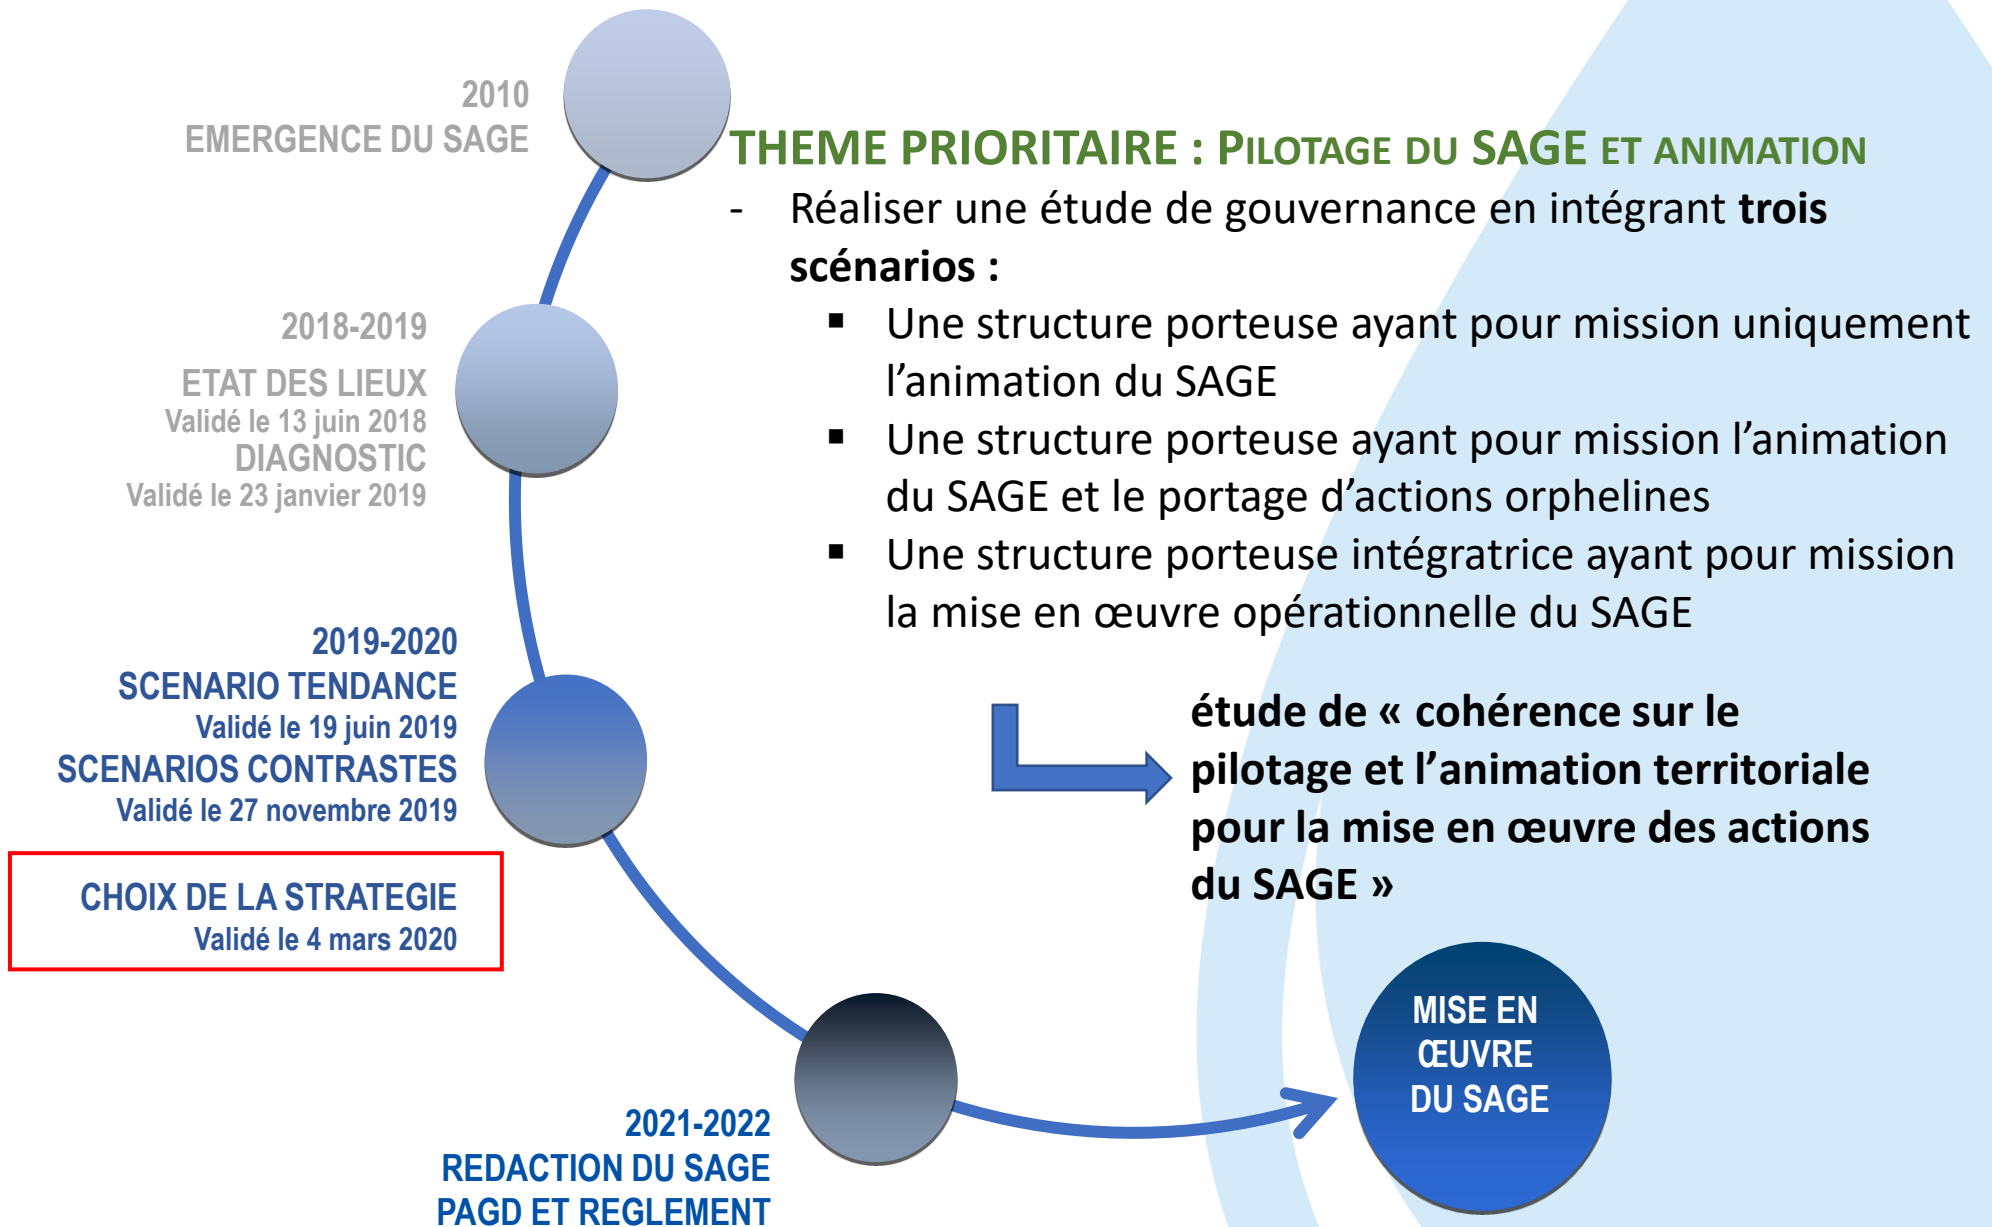 2010
EMERGENCE DU SAGE
2018-2019
ETAT DES LIEUX
Validé le 13 juin 2018
DIAGNOSTIC
Validé le 23 janvier 2019
2019-2020
SCENARIO TENDANCE
Validé le 19 juin 2019
SCENARIOS CONTRASTES
Validé le 27 novembre 2019
CHOIX DE LA STRATEGIE
Validé le 4 mars 2020
2021-2022
REDACTION DU SAGE
PAGD ET REGLEMENT
THEME PRIORITAIRE : PILOTAGE DU SAGE ET ANIMATION
- Réaliser une étude de gouvernance en intégrant trois
scénarios :
▪ Une structure porteuse ayant pour mission uniquement
l’animation du SAGE
▪ Une structure porteuse ayant pour mission l’animation
du SAGE et le portage d’actions orphelines
▪ Une structure porteuse intégratrice ayant pour mission
la mise en œuvre opérationnelle du SAGE
étude de « cohérence sur le
pilotage et l’animation territoriale
pour la mise en œuvre des actions
du SAGE »
MISE EN
ŒUVRE
DU SAGE